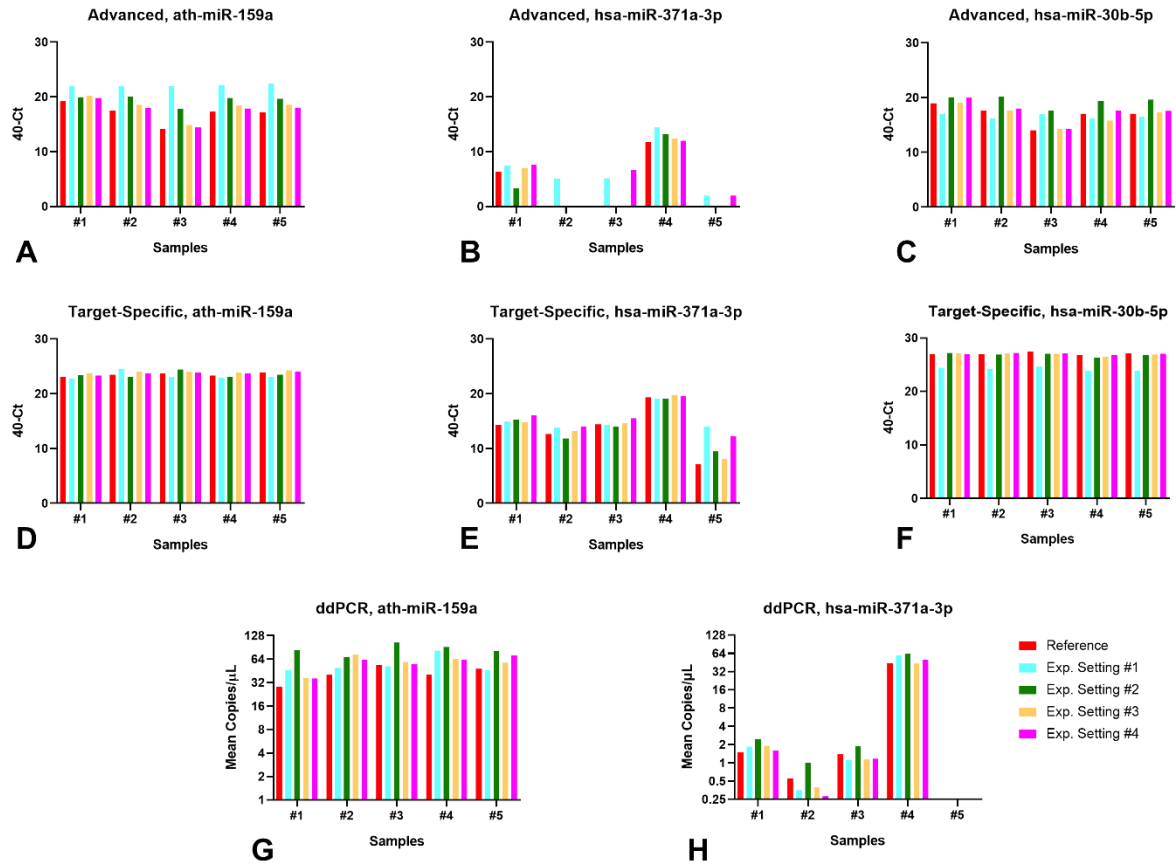 Advanced, ath-miR-159a
40-Ct
30
20
10
0
#1 #2 #3 #4 #5
Samples
A
Advanced, hsa-miR-371a-3p
40-Ct
30
20
10
0
#1 #2 #3 #4 #5
Samples
B
Advanced, hsa-miR-30b-5p
40-Ct
30
20
10
0
#1 #2 #3 #4 #5
Samples
C
Target-Specific, ath-miR-159a
40-Ct
30
20
10
0
#1 #2 #3 #4 #5
Samples
D
Target-Specific, hsa-miR-371a-3p
40-Ct
30
20
10
0
#1 #2 #3 #4 #5
Samples
E
Target-Specific, hsa-miR-30b-5p
40-Ct
30
20
10
0
#1 #2 #3 #4 #5
Samples
F
ddPCR, ath-miR-159a
Mean Copies/μL
128
64
32
16
8
4
2
1
#1 #2 #3 #4 #5
Samples
G
ddPCR, hsa-miR-371a-3p
Mean Copies/μL
128
64
32
16
8
4
2
1
0.5
0.25
#1 #2 #3 #4 #5
Samples
H
Reference
Exp. Setting #1
Exp. Setting #2
Exp. Setting #3
Exp. Setting #4